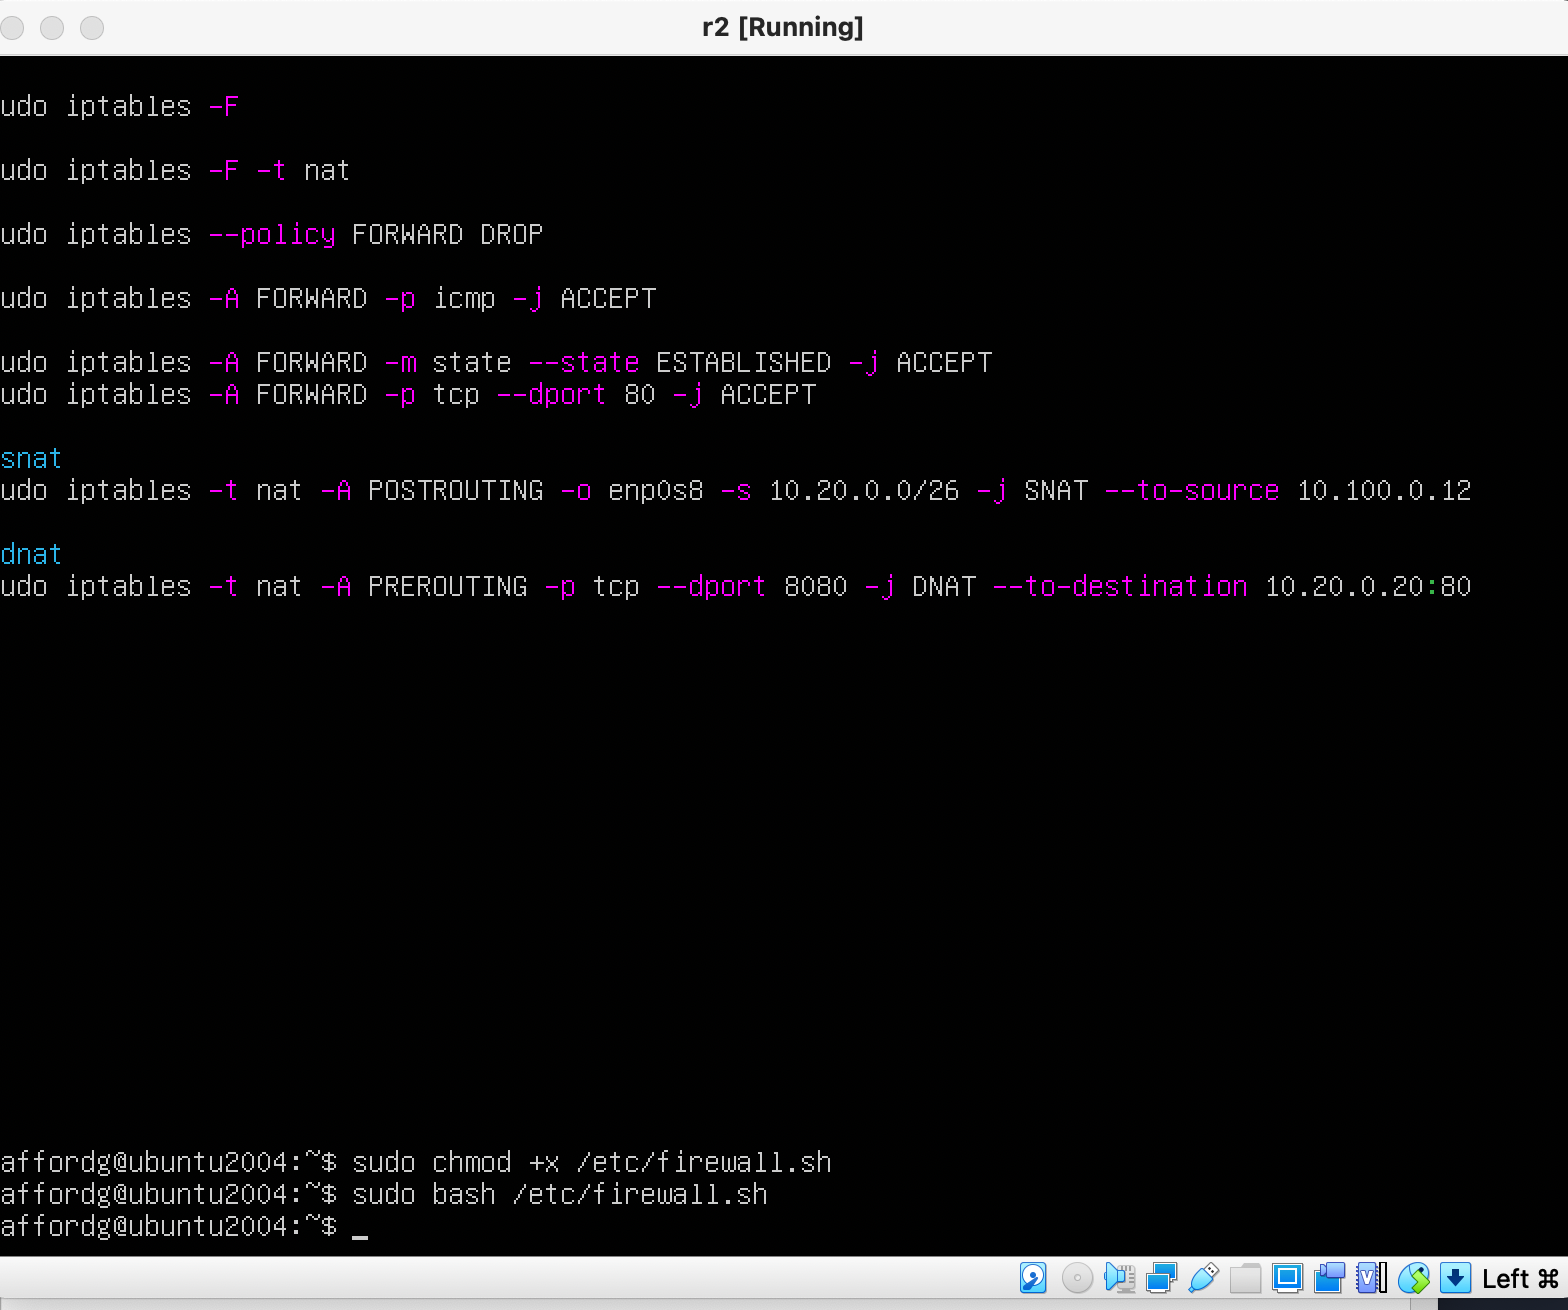 r2 [Running]
udo iptables -F
udo iptables -F -t nat
udo iptables --policy FORWARD DROP
udo iptables -A FORWARD -p icmp -j ACCEPT
udo iptables -A FORWARD -m state --state ESTABLISHED -j ACCEPT
udo iptables -A FORWARD -p tcp --dport 80 -j ACCEPT
snat
udo iptables -t nat -A POSTROUTING -o enp0s8 -s 10.20.0.0/26 -j SNAT --to-source 10.100.0.12
dnat
udo iptables -t nat -A PREROUTING -p tcp --dport 8080 -j DNAT --to-destination 10.20.0.20:80
affordg@ubuntu2004:~$ sudo chmod +x /etc/firewall.sh
affordg@ubuntu2004:~$ sudo bash /etc/firewall.sh
affordg@ubuntu2004:~$ _
Left ⌘